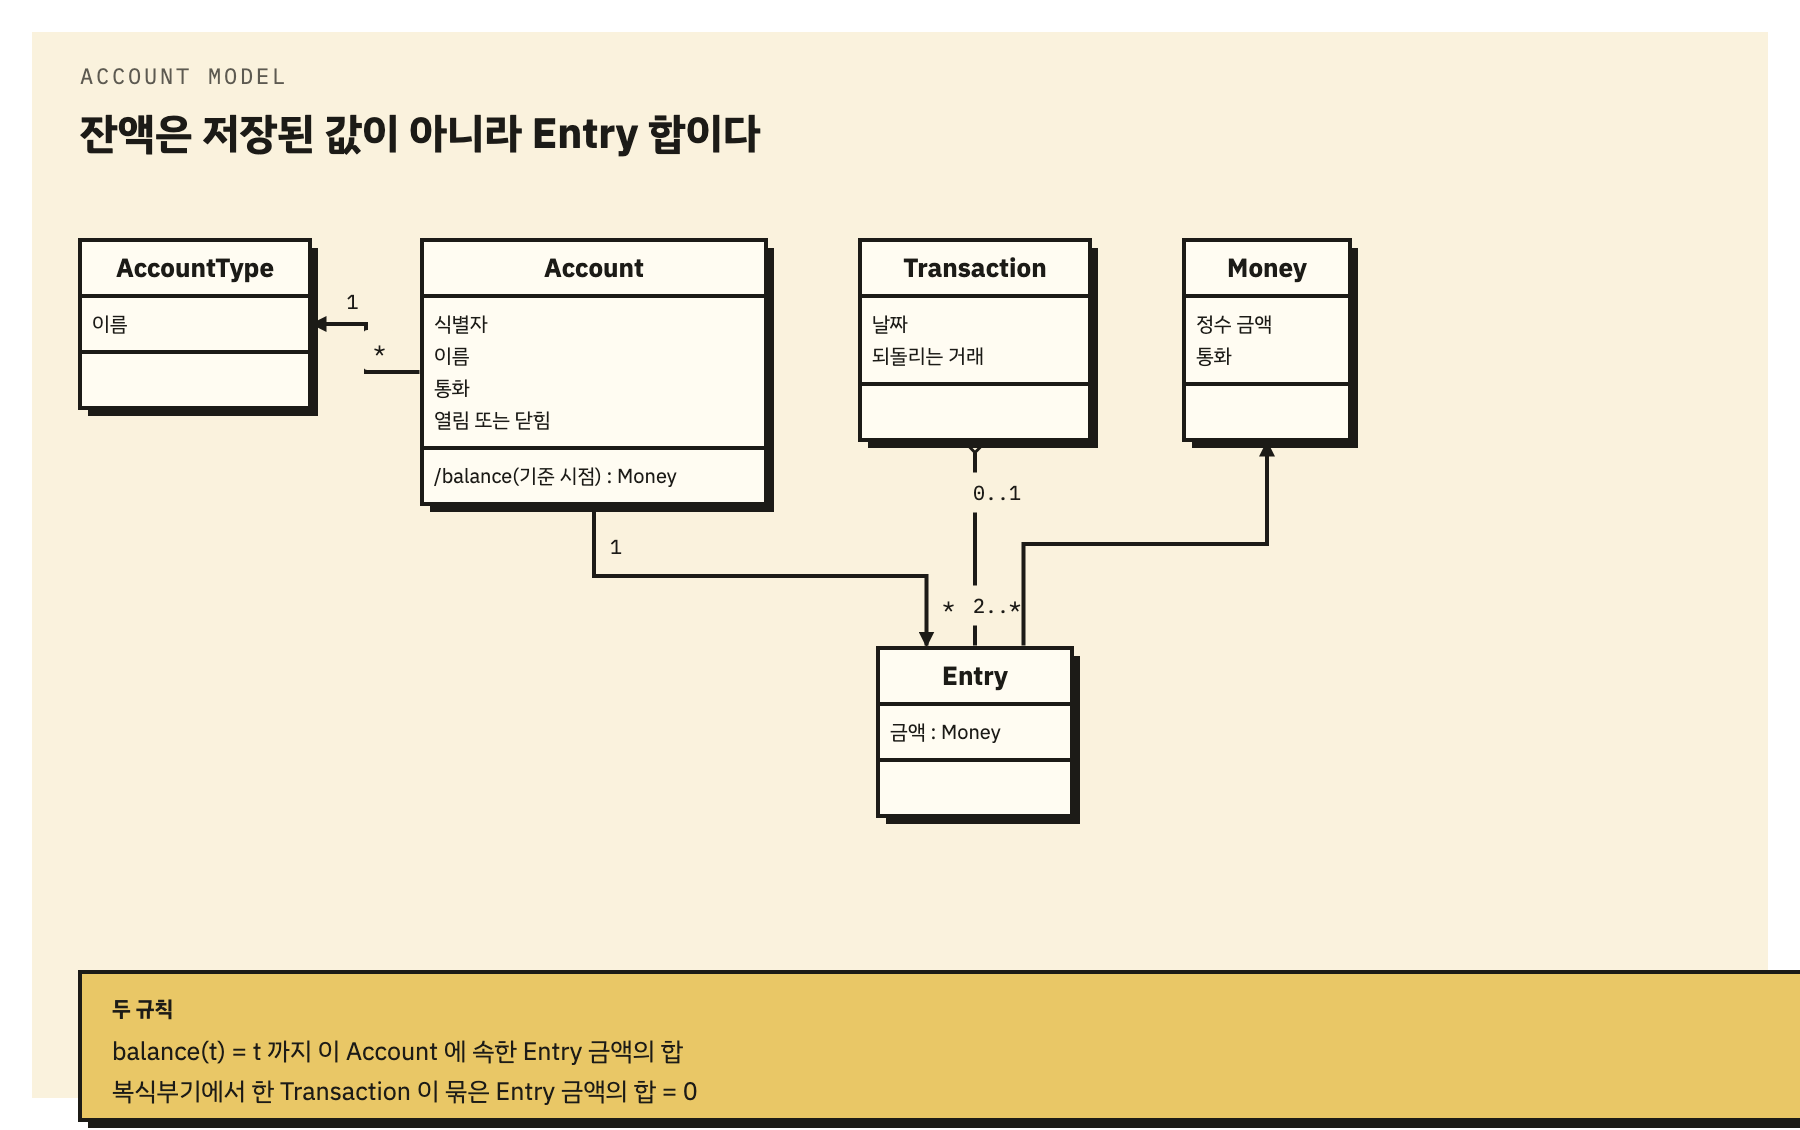 ACCOUNT MODEL
잔액은 저장된 값이 아니라 Entry 합이다
AccountType
이름
1
*
Account
식별자
이름
통화
열림 또는 닫힘
/balance(기준 시점) : Money
Transaction
날짜
되돌리는 거래
Money
정수 금액
통화
0..1
1
* 2..*
Entry
금액 : Money
두 규칙
balance(t) = t 까지 이 Account 에 속한 Entry 금액의 합
복식부기에서 한 Transaction 이 묶은 Entry 금액의 합 = 0